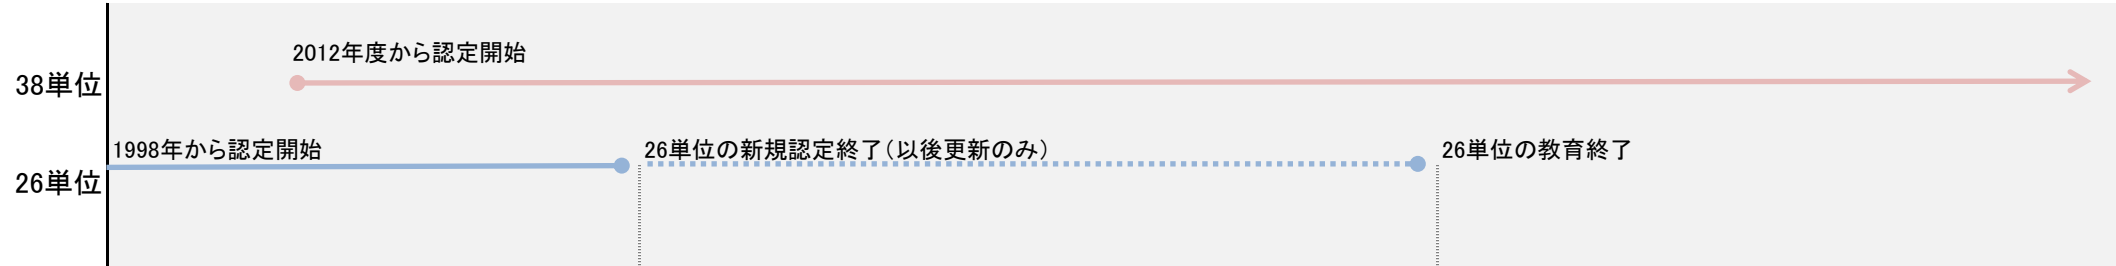 2012年度から認定開始
38単位
1998年から認定開始
26単位の新規認定終了(以後更新のみ)
26単位の教育終了
26単位